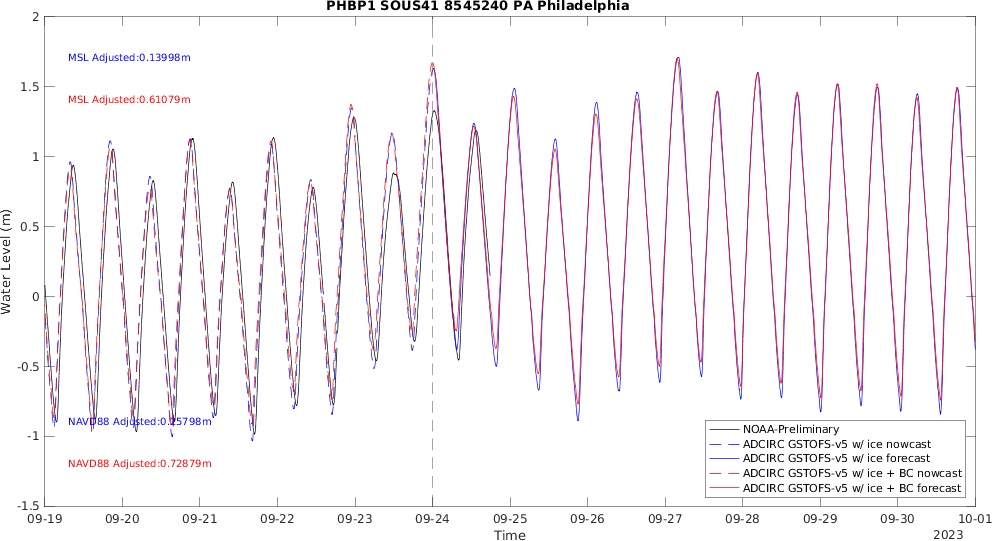 PHBP1 SOUS41 8545240 PA Philadelphia
2
1.5
1
0.5
0
-0.5
-1
-1.5
Water Level (m)
MSL Adjusted:0.13998m
MSL Adjusted:0.61079m
NAVD88 Adjusted:0.25798m
NAVD88 Adjusted:0.72879m
NOAA-Preliminary
ADCIRC GSTOFS-v5 w/ ice nowcast
ADCIRC GSTOFS-v5 w/ ice forecast
ADCIRC GSTOFS-v5 w/ ice + BC nowcast
ADCIRC GSTOFS-v5 w/ ice + BC forecast
09-19 09-20 09-21 09-22 09-23 09-24 09-25 09-26 09-27 09-28 09-29 09-30 10-01
Time
2023